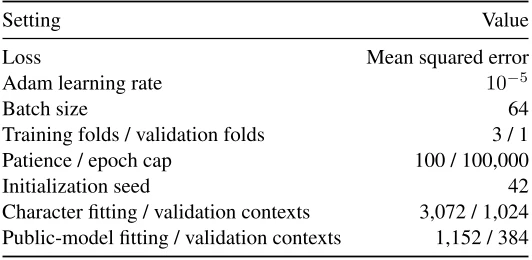 Setting Value
Loss Mean squared error
Adam learning rate 10⁻⁵
Batch size 64
Training folds / validation folds 3 / 1
Patience / epoch cap 100 / 100,000
Initialization seed 42
Character fitting / validation contexts 3,072 / 1,024
Public-model fitting / validation contexts 1,152 / 384